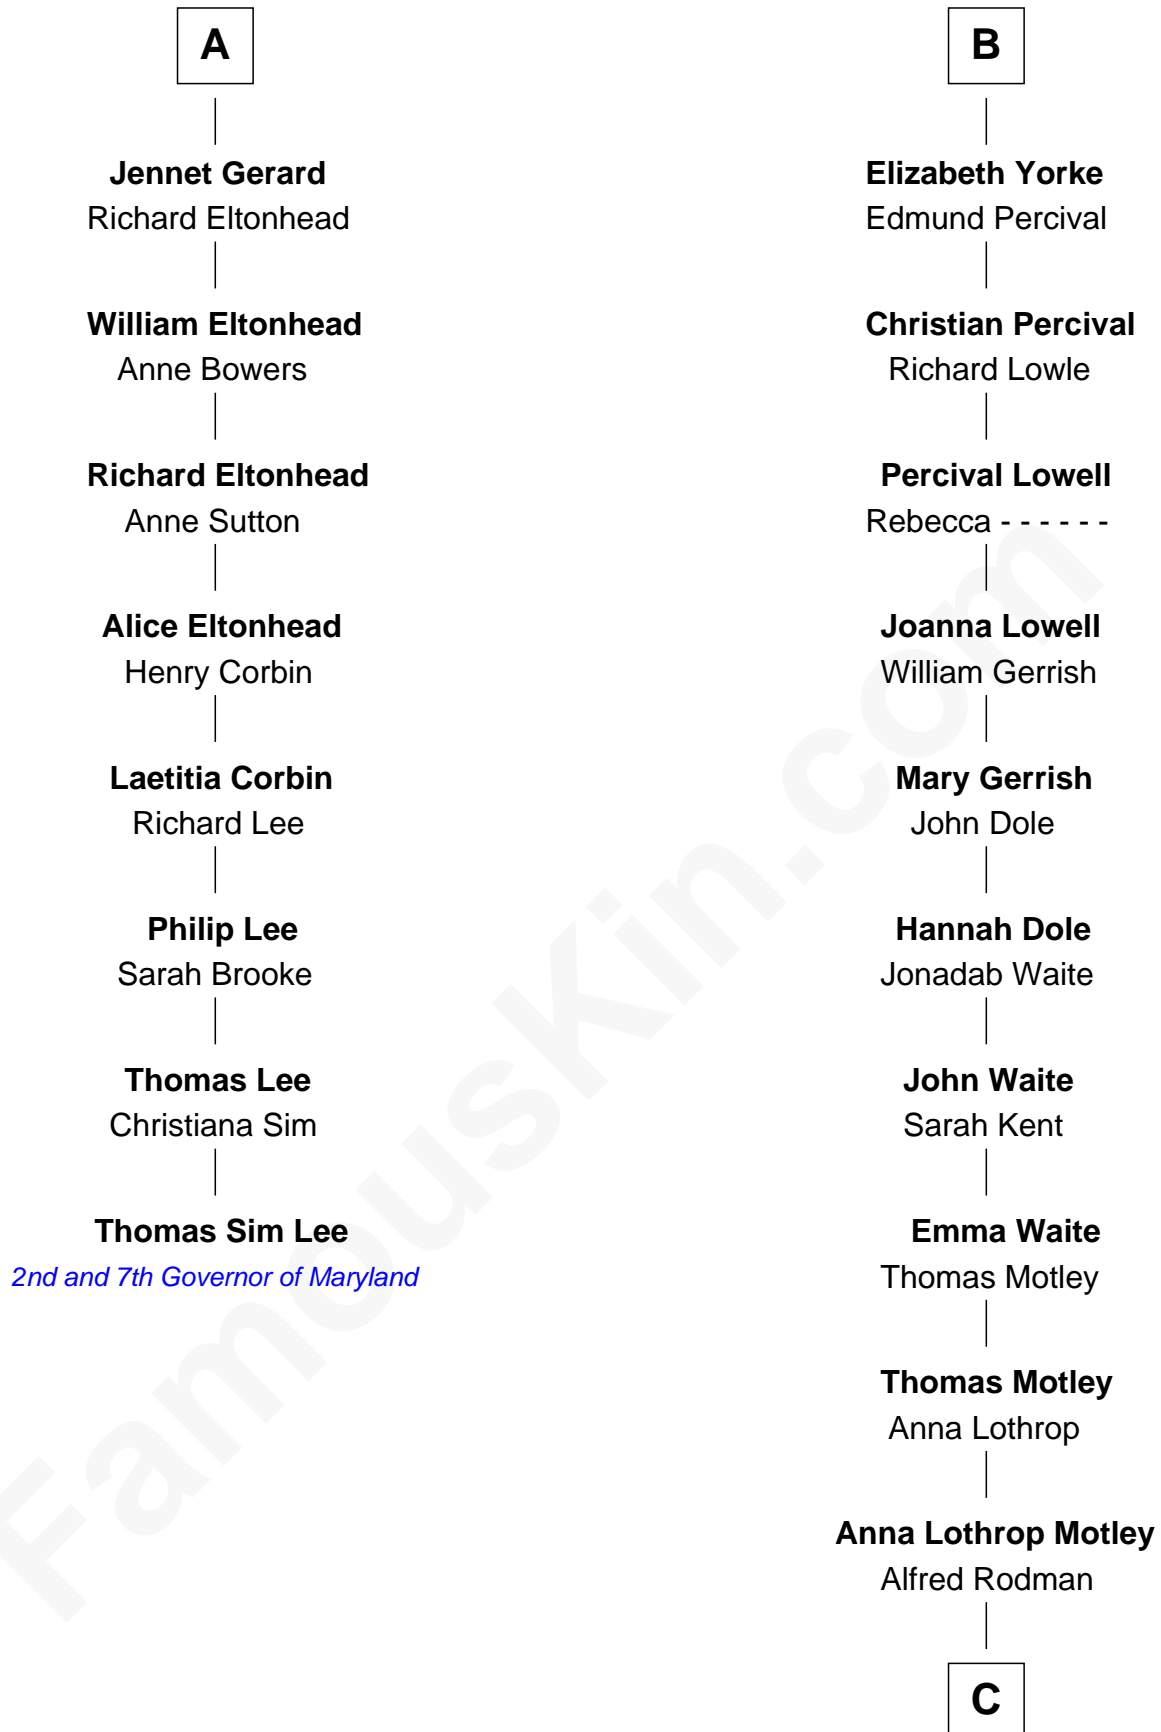 A
Jennet Gerard
Richard Eltonhead
William Eltonhead
Anne Bowers
Richard Eltonhead
Anne Sutton
Alice Eltonhead
Henry Corbin
Laetitia Corbin
Richard Lee
Philip Lee
Sarah Brooke
Thomas Lee
Christiana Sim
Thomas Sim Lee
2nd and 7th Governor of Maryland
B
Elizabeth Yorke
Edmund Percival
Christian Percival
Richard Lowle
Percival Lowell
Rebecca - - - - - -
Joanna Lowell
William Gerrish
Mary Gerrish
John Dole
Hannah Dole
Jonadab Waite
John Waite
Sarah Kent
Emma Waite
Thomas Motley
Thomas Motley
Anna Lothrop
Anna Lothrop Motley
Alfred Rodman
C
FamousKin.com